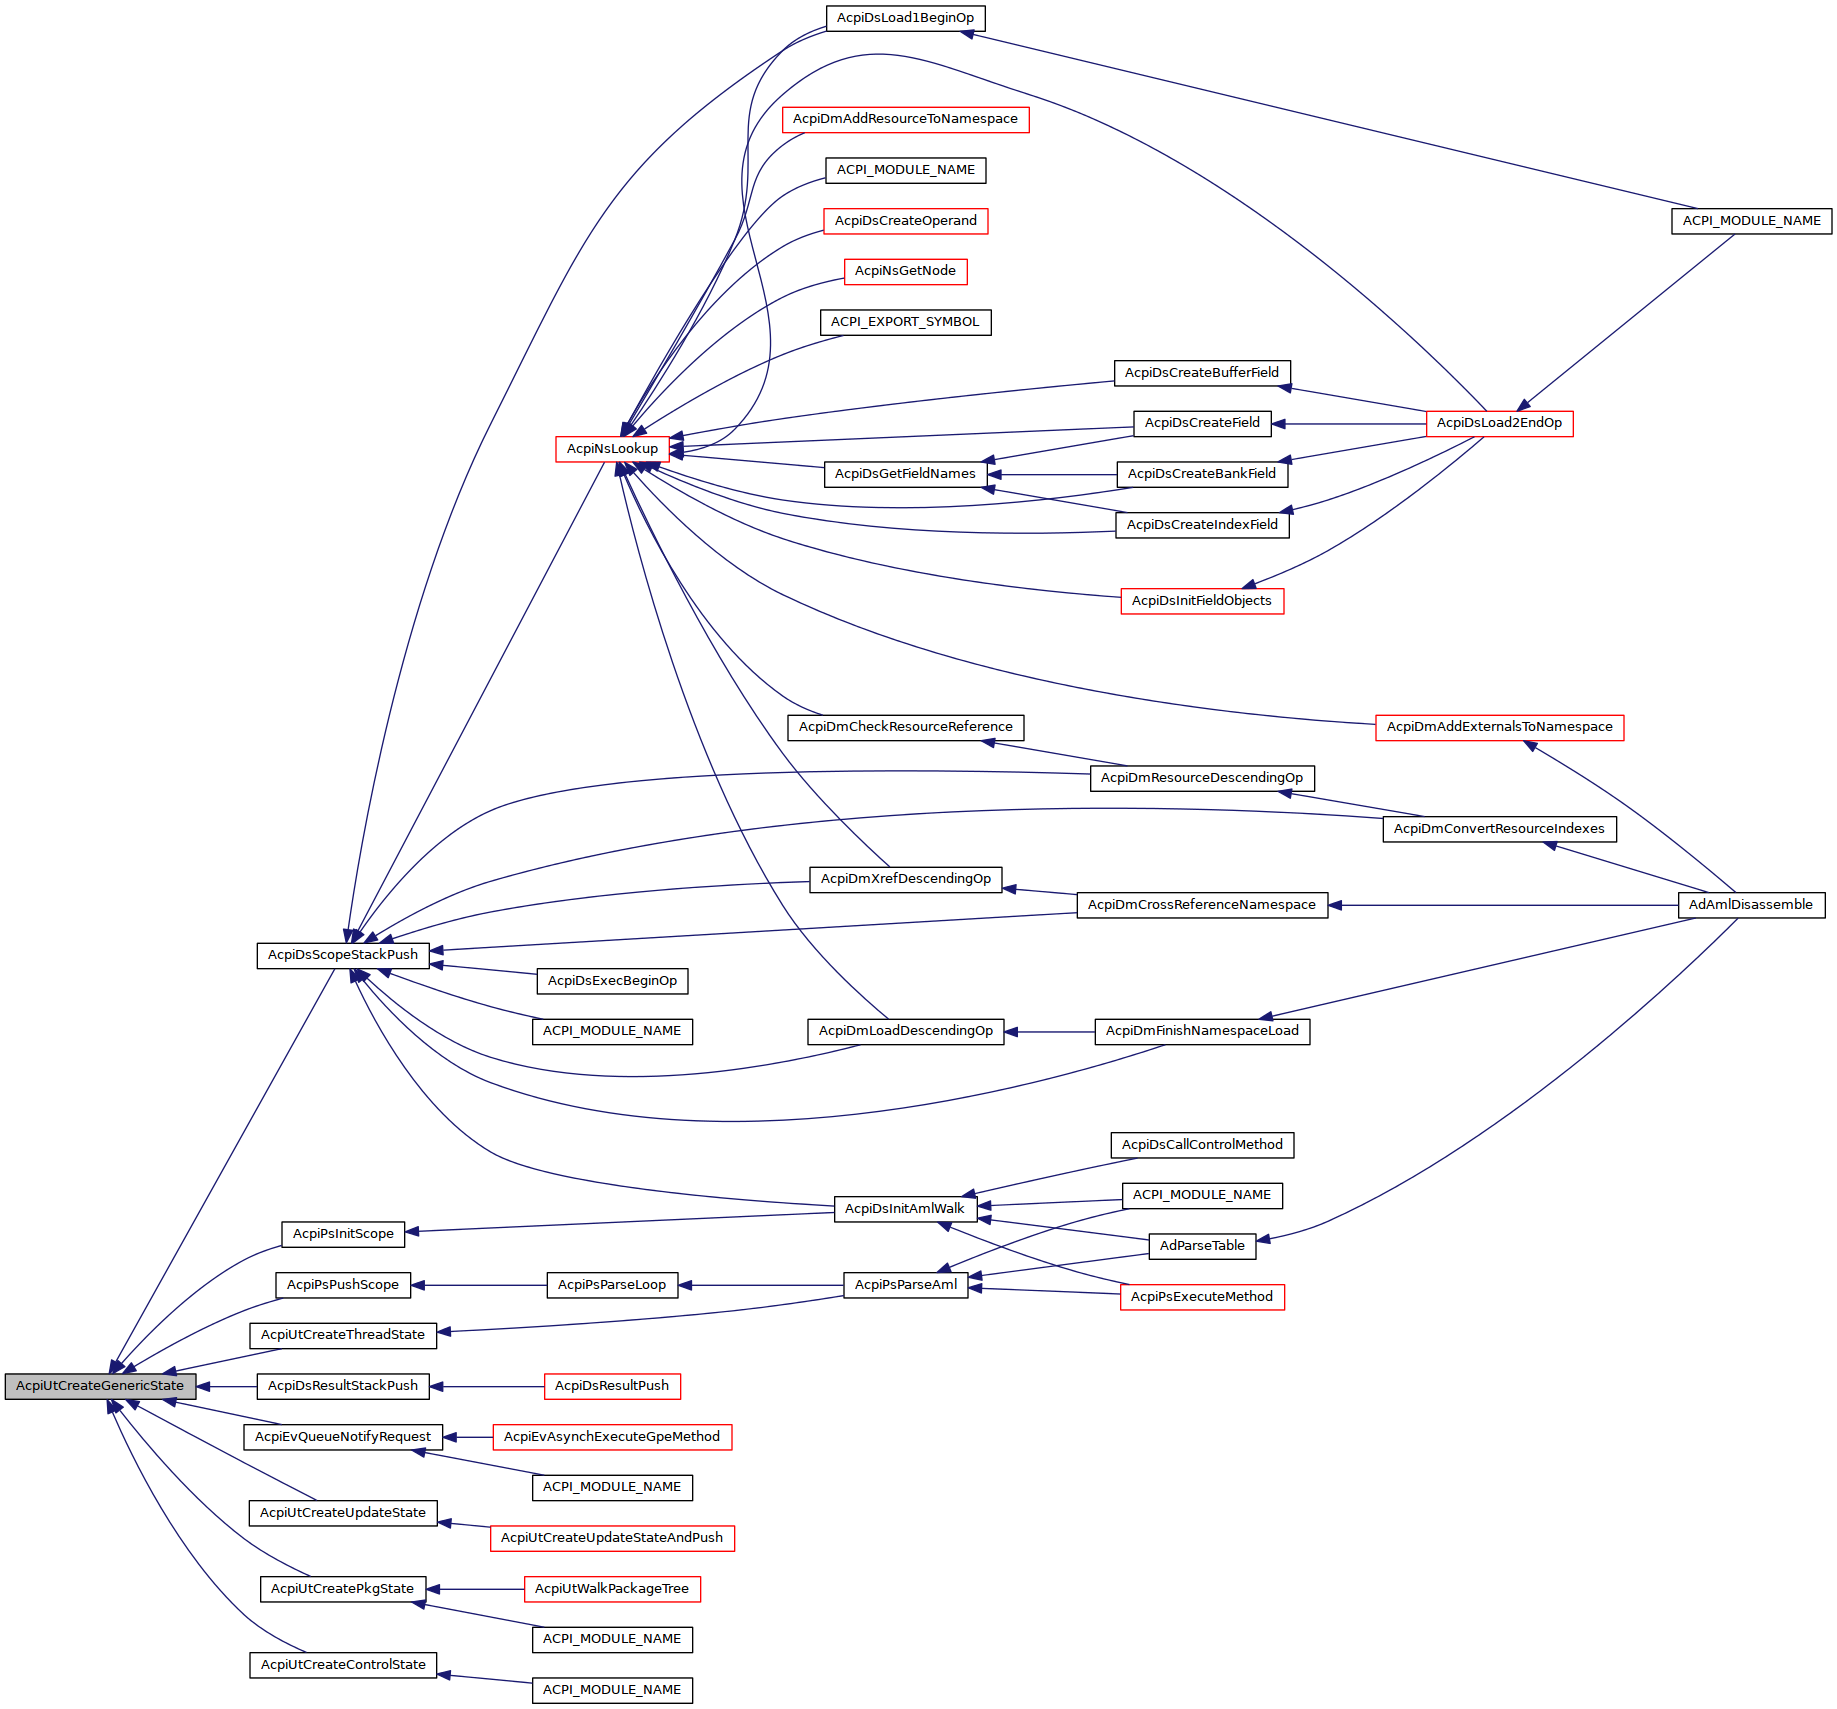 AcpiDsLoad1BeginOp
AcpiDmAddResourceToNamespace
ACPI_MODULE_NAME
AcpiDsCreateOperand
ACPI_MODULE_NAME
AcpiNsGetNode
ACPI_EXPORT_SYMBOL
AcpiDsCreateBufferField
AcpiDsCreateField
AcpiDsLoad2EndOp
AcpiNsLookup
AcpiDsGetFieldNames
AcpiDsCreateBankField
AcpiDsCreateIndexField
AcpiDsInitFieldObjects
AcpiDmCheckResourceReference
AcpiDmAddExternalsToNamespace
AcpiDmResourceDescendingOp
AcpiDmConvertResourceIndexes
AcpiDmXrefDescendingOp
AcpiDmCrossReferenceNamespace
AdAmlDisassemble
AcpiDsScopeStackPush
AcpiDsExecBeginOp
ACPI_MODULE_NAME
AcpiDmLoadDescendingOp
AcpiDmFinishNamespaceLoad
AcpiDsCallControlMethod
ACPI_MODULE_NAME
AcpiDsInitAmlWalk
AcpiPsInitScope
AdParseTable
AcpiPsPushScope
AcpiPsParseLoop
AcpiPsParseAml
AcpiPsExecuteMethod
AcpiUtCreateThreadState
AcpiUtCreateGenericState
AcpiDsResultStackPush
AcpiDsResultPush
AcpiEvQueueNotifyRequest
AcpiEvAsynchExecuteGpeMethod
ACPI_MODULE_NAME
AcpiUtCreateUpdateState
AcpiUtCreateUpdateStateAndPush
AcpiUtCreatePkgState
AcpiUtWalkPackageTree
ACPI_MODULE_NAME
AcpiUtCreateControlState
ACPI_MODULE_NAME